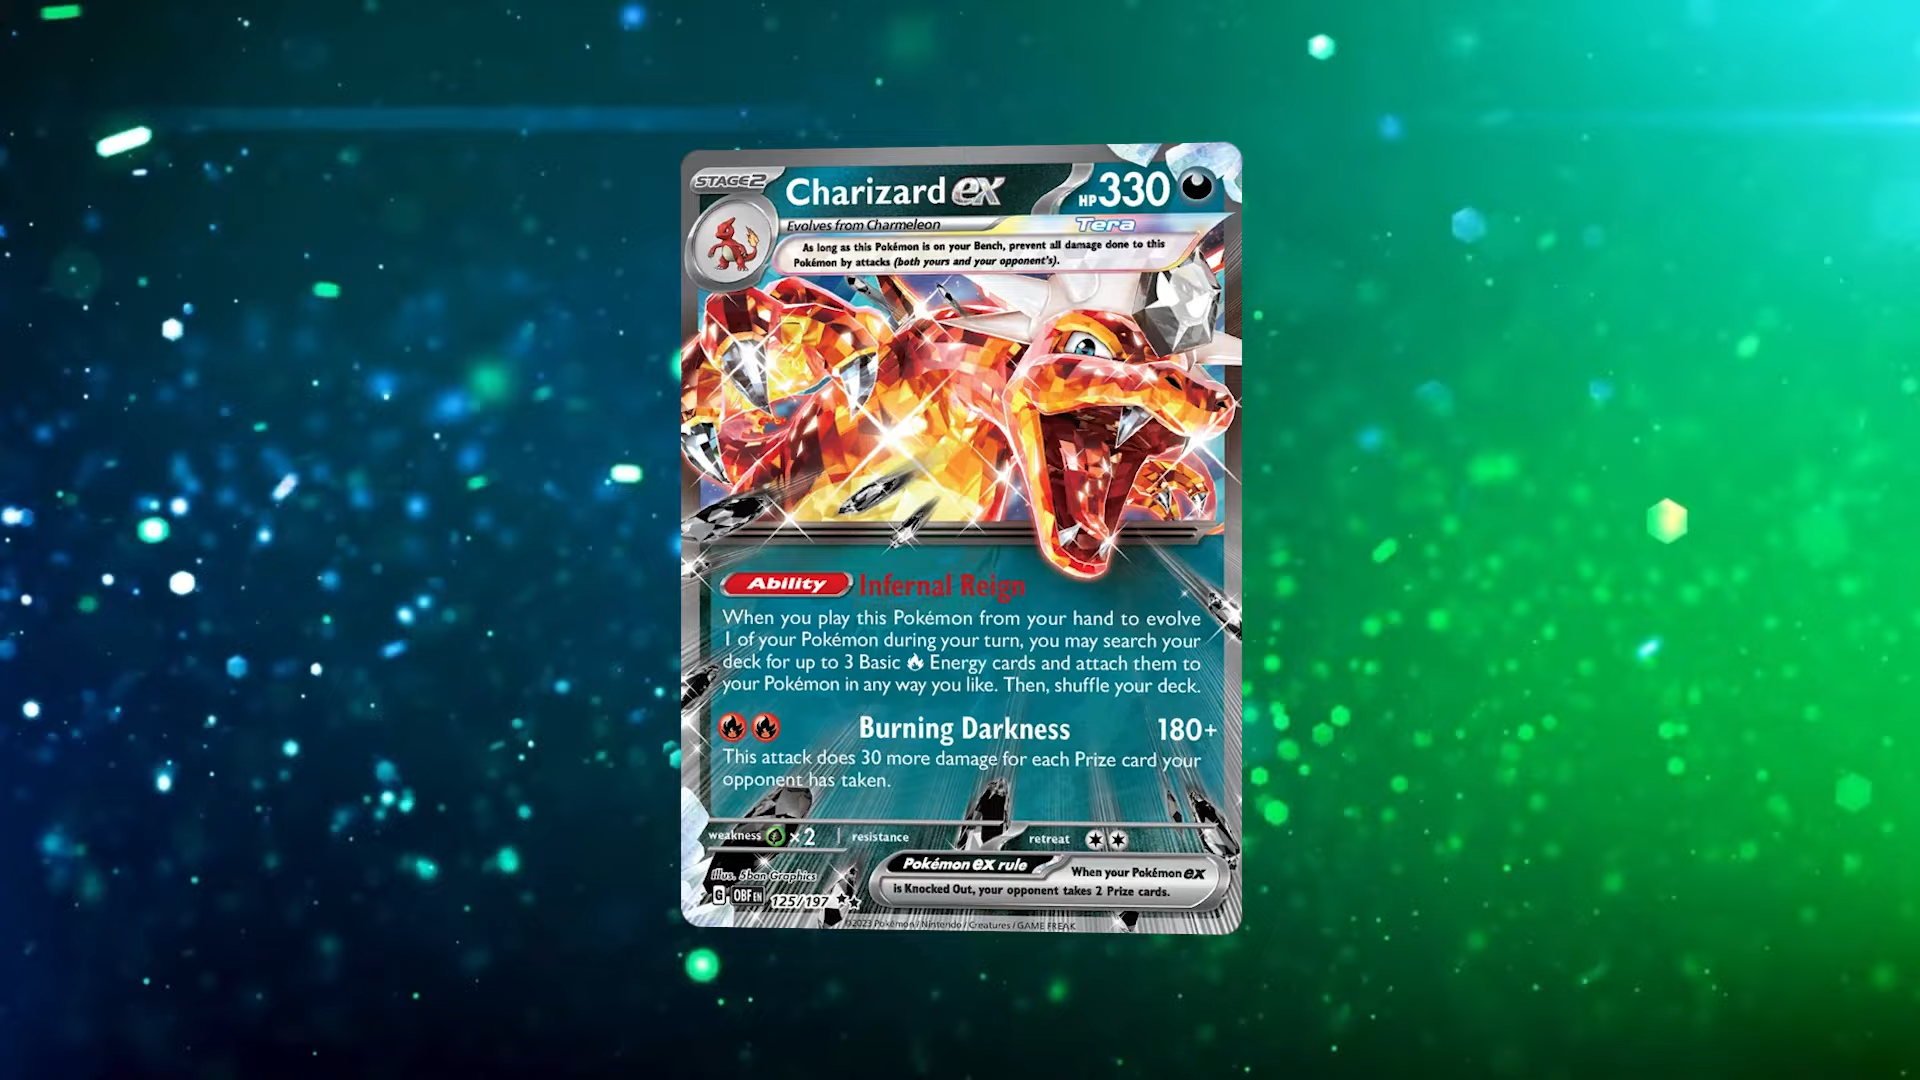 STAGE2 Charizard ex HP330
Evolves from Charmeleon Tera
As long as this Pokémon is on your Bench, prevent all damage done to this
Pokémon by attacks (both yours and your opponent's).
Ability Infernal Reign
When you play this Pokémon from your hand to evolve
1 of your Pokémon during your turn, you may search your
deck for up to 3 Basic Energy cards and attach them to
your Pokémon in any way you like. Then, shuffle your deck.
Burning Darkness 180+
This attack does 30 more damage for each Prize card your
opponent has taken.
weakness ×2 resistance retreat
Pokémon ex rule When your Pokémon ex
is Knocked Out, your opponent takes 2 Prize cards.
Illus. 5ban Graphics
G OBF EN 125/197
©2023 Pokémon / Nintendo / Creatures / GAME FREAK